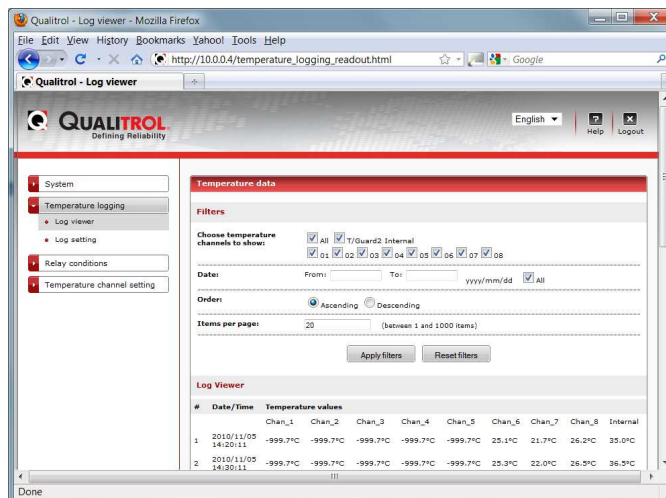 Qualitrol - Log viewer - Mozilla Firefox
File Edit View History Bookmarks Yahoo! Tools Help
http://10.0.0.4/temperature_logging_readout.html Google
Qualitrol - Log viewer
QUALITROL
Defining Reliability
English Help Logout
System
Temperature logging
Log viewer
Log setting
Relay conditions
Temperature channel setting
Temperature data
Filters
Choose temperature channels to show: All T/Guard2 Internal
01 02 03 04 05 06 07 08
Date: From: To: yyyy/mm/dd All
Order: Ascending Descending
Items per page: 20 (between 1 and 1000 items)
Apply filters Reset filters
Log Viewer
# Date/Time Temperature values
Chan_1 Chan_2 Chan_3 Chan_4 Chan_5 Chan_6 Chan_7 Chan_8 Internal
1 2010/11/05 14:20:11 -999.7°C -999.7°C -999.7°C -999.7°C -999.7°C 25.1°C 21.7°C 26.2°C 35.0°C
2 2010/11/05 14:30:11 -999.7°C -999.7°C -999.7°C -999.7°C -999.7°C 25.3°C 22.0°C 26.5°C 36.5°C
Done